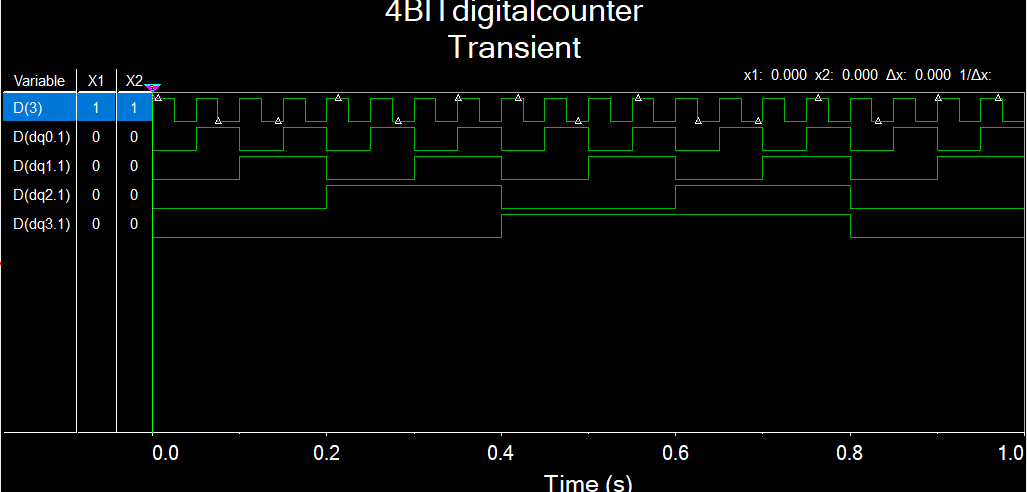 4BITdigitalcounter
Transient
x1: 0.000 x2: 0.000 Δx: 0.000 1/Δx:
Variable X1 X2
D(3) 1 1
D(dq0.1) 0 0
D(dq1.1) 0 0
D(dq2.1) 0 0
D(dq3.1) 0 0
0.0 0.2 0.4 0.6 0.8 1.0
Time (s)